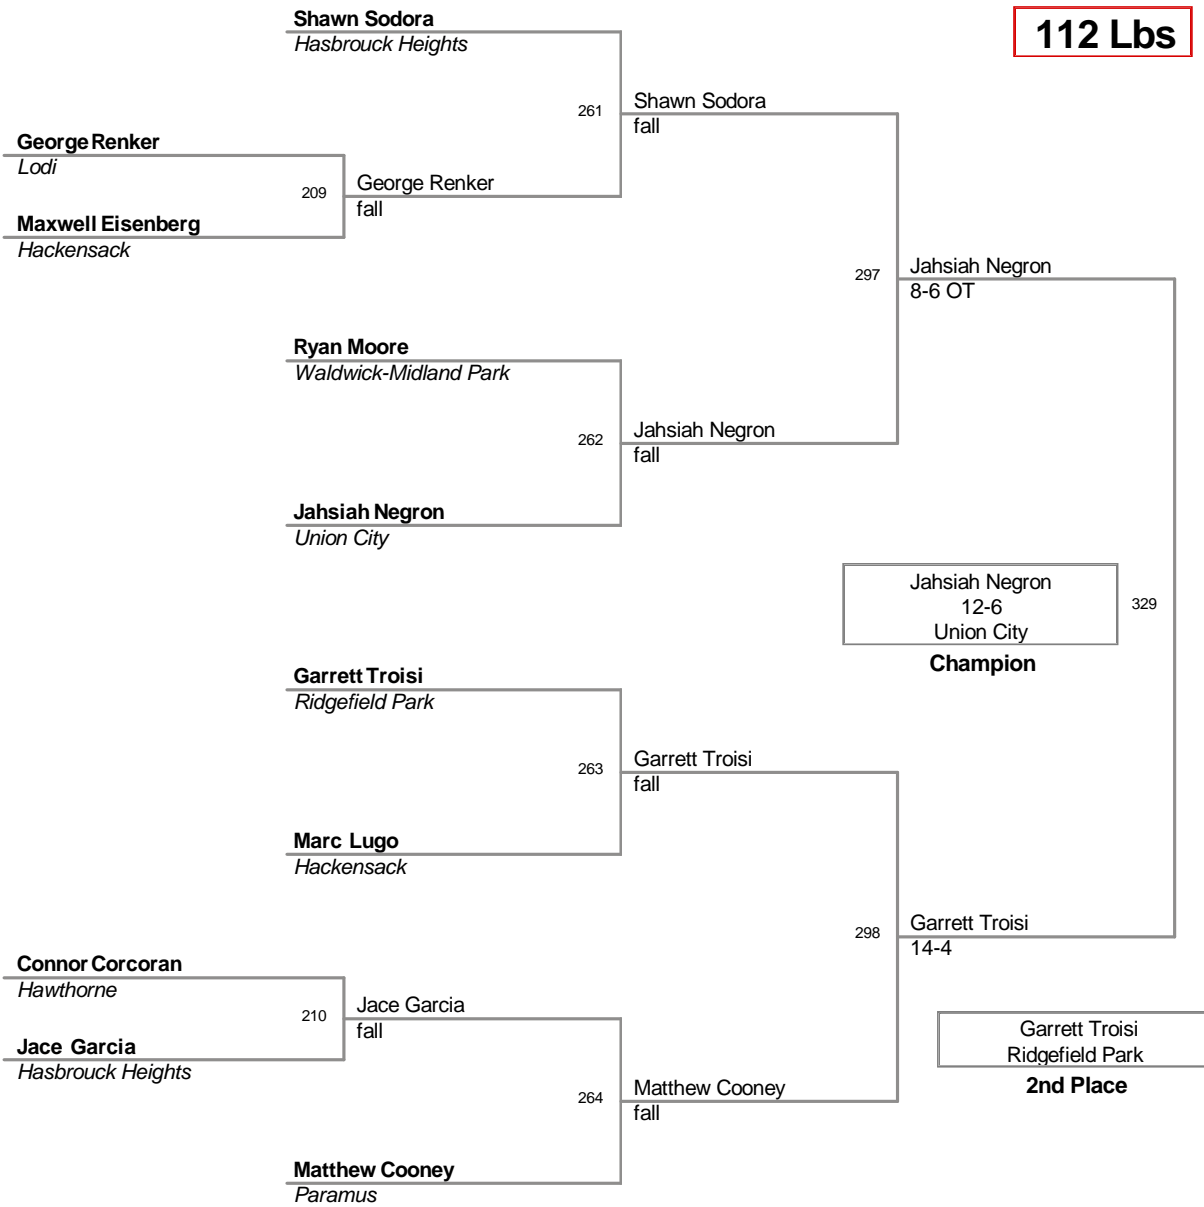 Shawn Sodora
Hasbrouck Heights
112 Lbs
261
Shawn Sodora
fall
George Renker
Lodi
209
George Renker
fall
Maxwell Eisenberg
Hackensack
297
Jahsiah Negron
8-6 OT
Ryan Moore
Waldwick-Midland Park
262
Jahsiah Negron
fall
Jahsiah Negron
Union City
Jahsiah Negron
12-6
Union City
329
Champion
Garrett Troisi
Ridgefield Park
263
Garrett Troisi
fall
Marc Lugo
Hackensack
298
Garrett Troisi
14-4
Connor Corcoran
Hawthorne
210
Jace Garcia
fall
Jace Garcia
Hasbrouck Heights
Garrett Troisi
Ridgefield Park
2nd Place
264
Matthew Cooney
fall
Matthew Cooney
Paramus